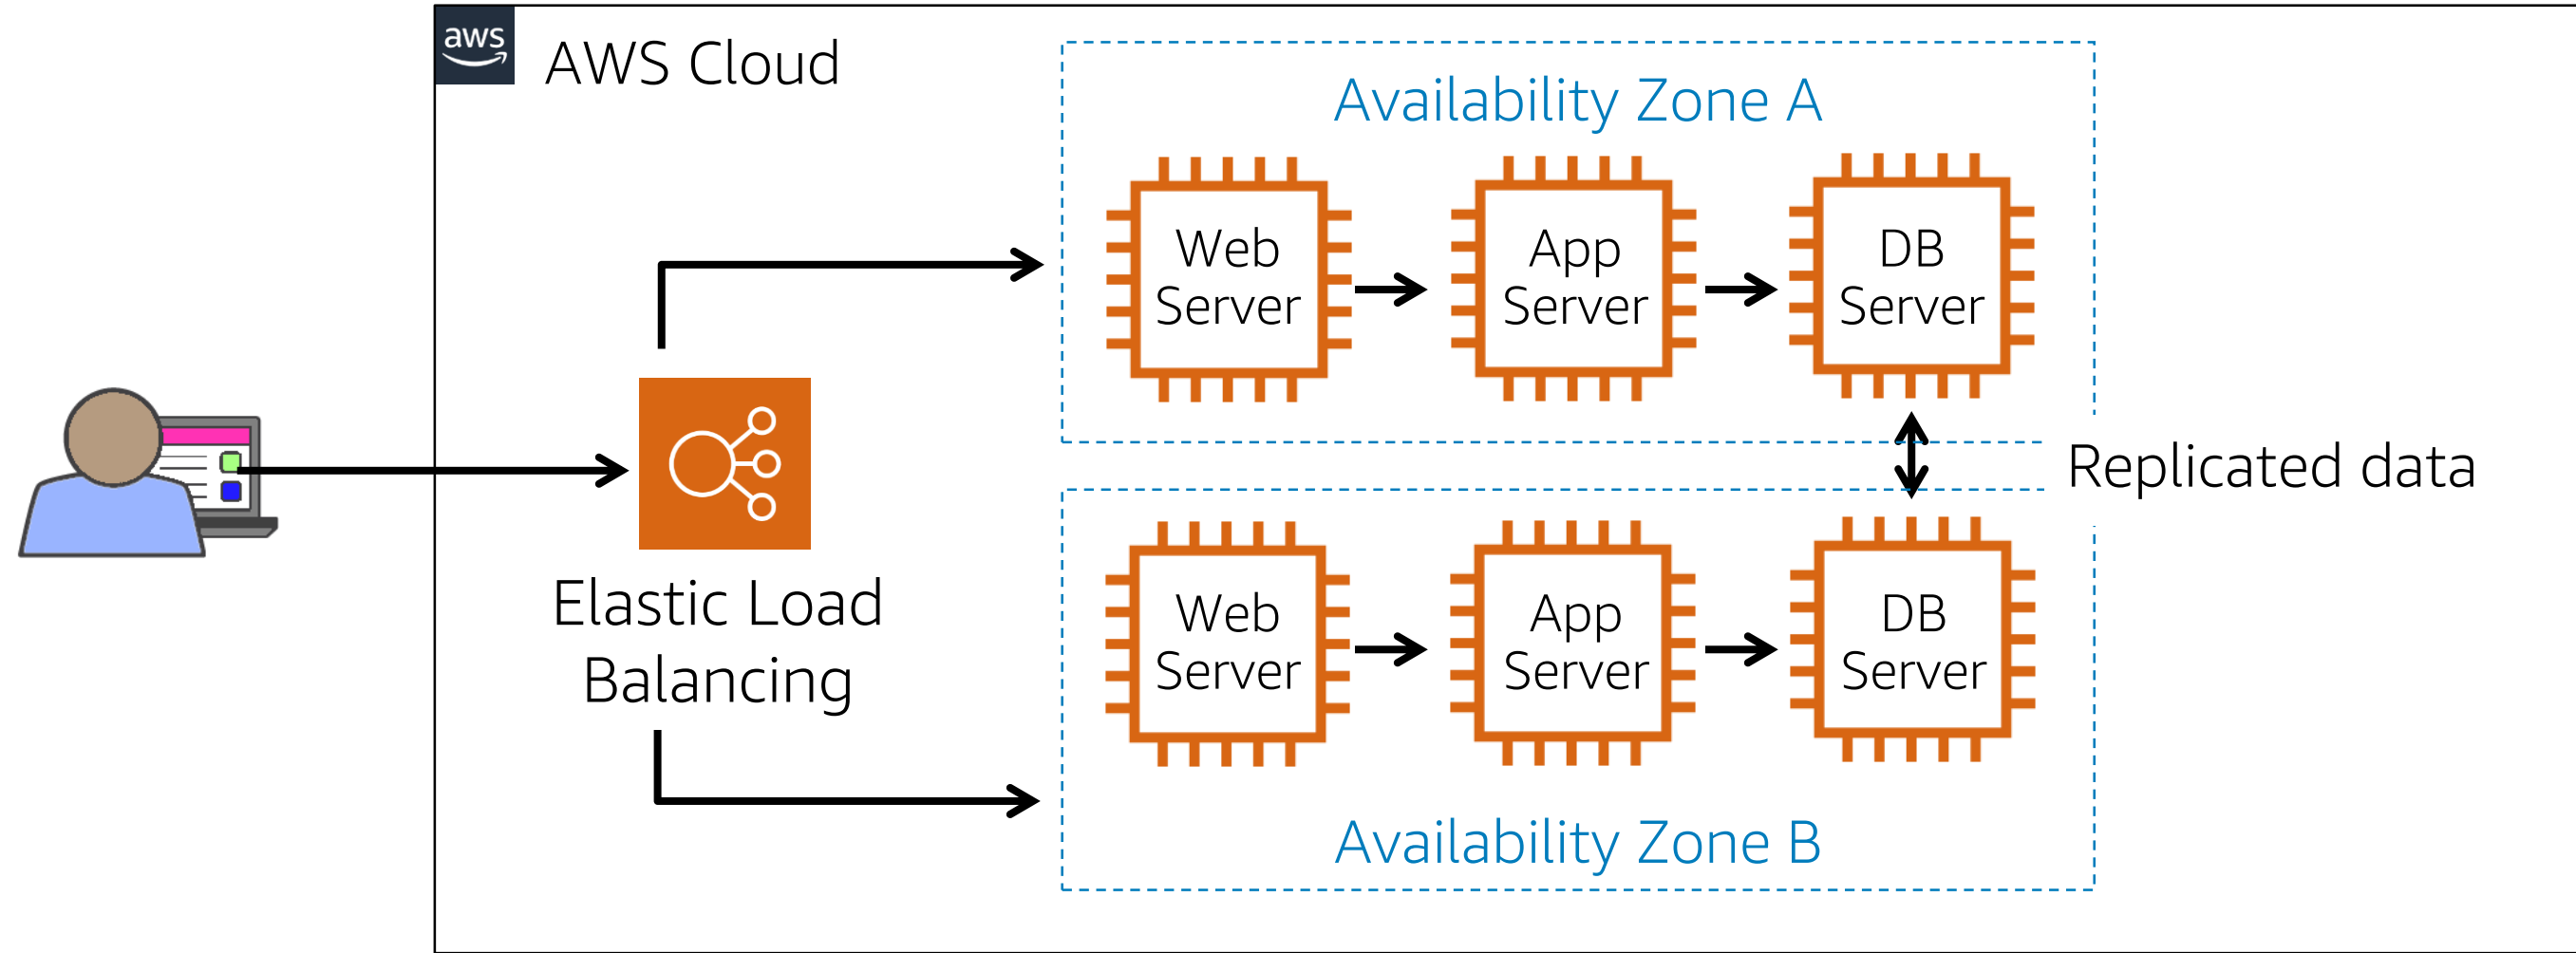 aws
AWS Cloud
Availability Zone A
Web
Server
App
Server
DB
Server
Replicated data
Elastic Load
Balancing
Web
Server
App
Server
DB
Server
Availability Zone B